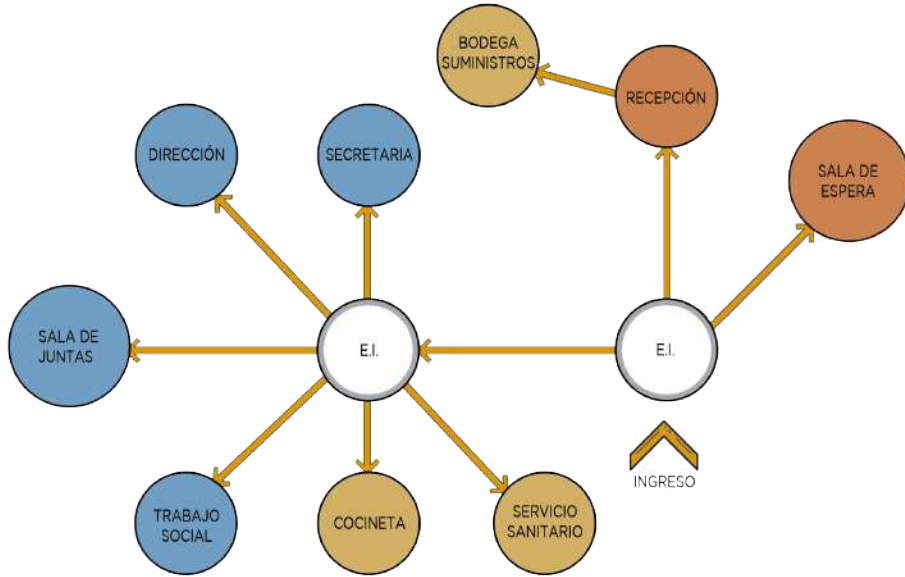 BODEGA
SUMINISTROS
RECEPCIÓN
DIRECCIÓN
SECRETARIA
SALA DE
ESPERA
SALA DE
JUNTAS
E.I.
E.I.
INGRESO
TRABAJO
SOCIAL
COCINETA
SERVICIO
SANITARIO